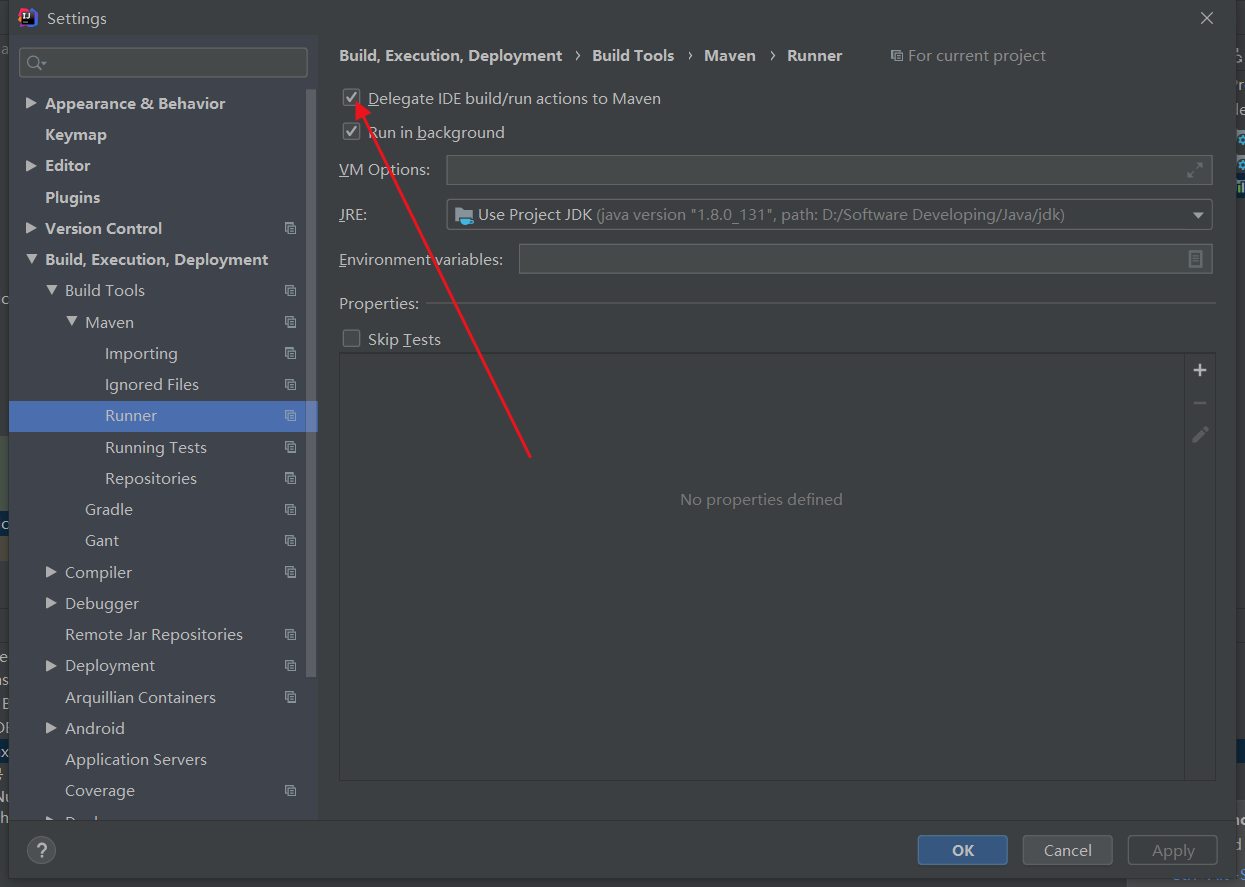 Settings
Build, Execution, Deployment › Build Tools › Maven › Runner For current project
Delegate IDE build/run actions to Maven
Run in background
VM Options:
JRE: Use Project JDK (java version "1.8.0_131", path: D:/Software Developing/Java/jdk)
Environment variables:
Properties:
Skip Tests
No properties defined
Appearance & Behavior
Keymap
Editor
Plugins
Version Control
Build, Execution, Deployment
Build Tools
Maven
Importing
Ignored Files
Runner
Running Tests
Repositories
Gradle
Gant
Compiler
Debugger
Remote Jar Repositories
Deployment
Arquillian Containers
Android
Application Servers
Coverage
?
OK Cancel Apply